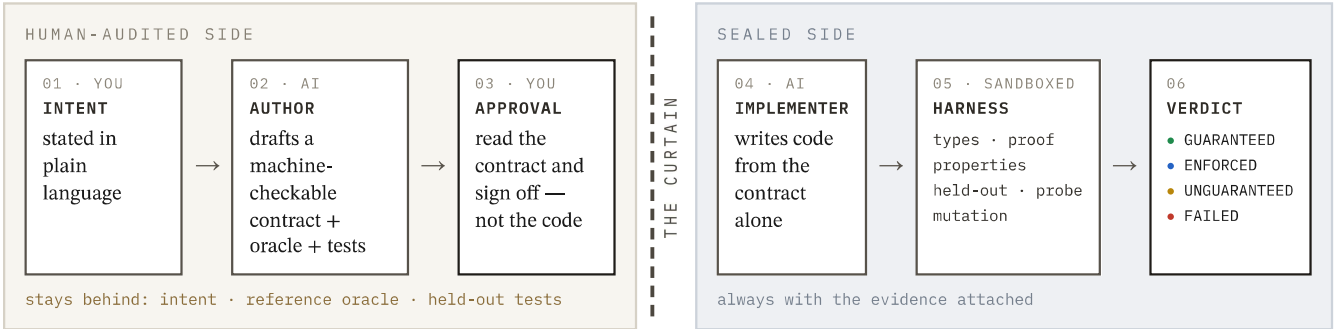 HUMAN-AUDITED SIDE
01 · YOU
INTENT
stated in
plain
language
→
02 · AI
AUTHOR
drafts a
machine-
checkable
contract +
oracle + tests
→
03 · YOU
APPROVAL
read the
contract and
sign off —
not the code
stays behind: intent · reference oracle · held-out tests
THE CURTAIN
SEALED SIDE
04 · AI
IMPLEMENTER
writes code
from the
contract
alone
→
05 · SANDBOXED
HARNESS
types · proof
properties
held-out · probe
mutation
→
06
VERDICT
● GUARANTEED
● ENFORCED
● UNGUARANTEED
● FAILED
always with the evidence attached